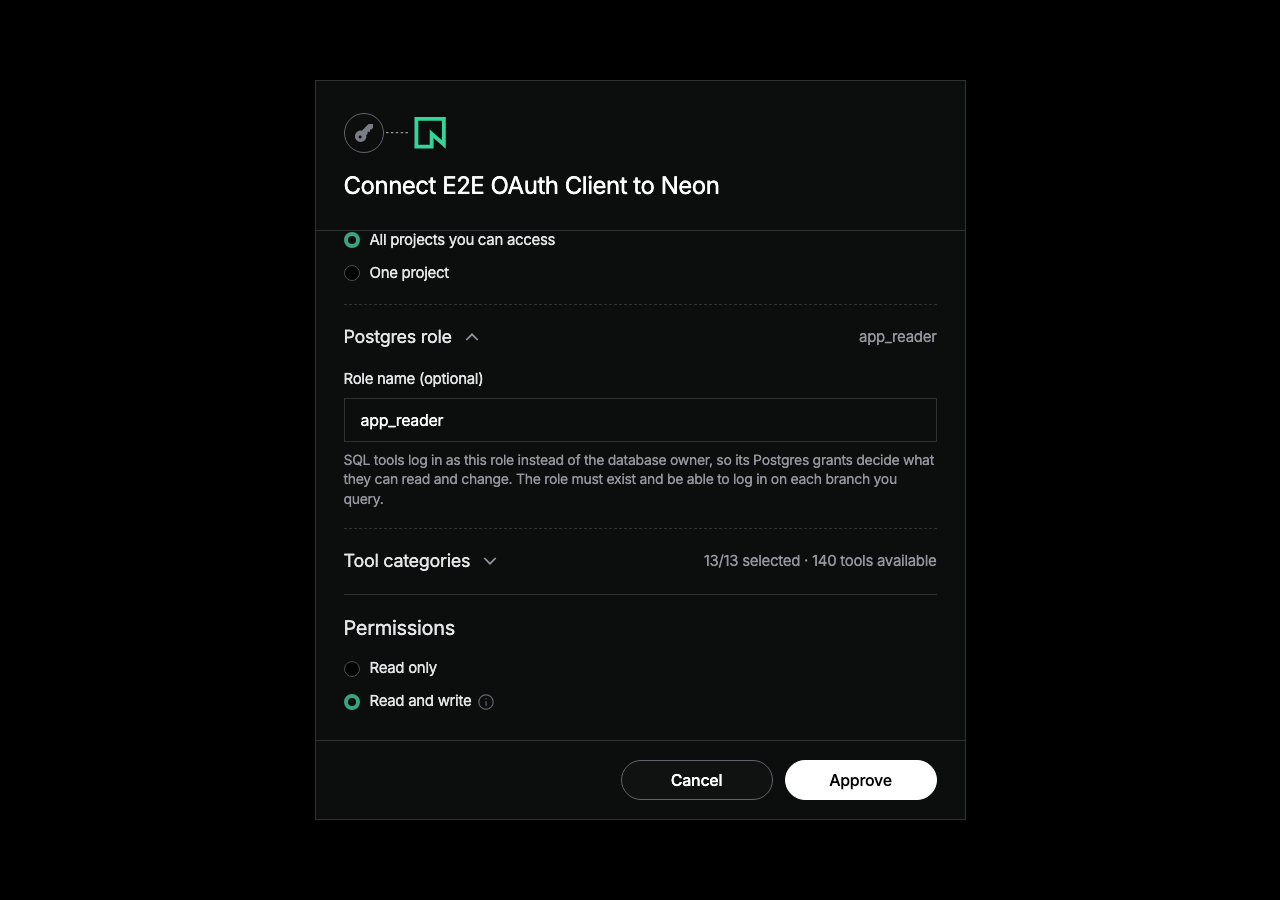 Connect E2E OAuth Client to Neon
All projects you can access
One project
Postgres role
app_reader
Role name (optional)
app_reader
SQL tools log in as this role instead of the database owner, so its Postgres grants decide what
they can read and change. The role must exist and be able to log in on each branch you
query.
Tool categories
13/13 selected · 140 tools available
Permissions
Read only
Read and write
Cancel
Approve